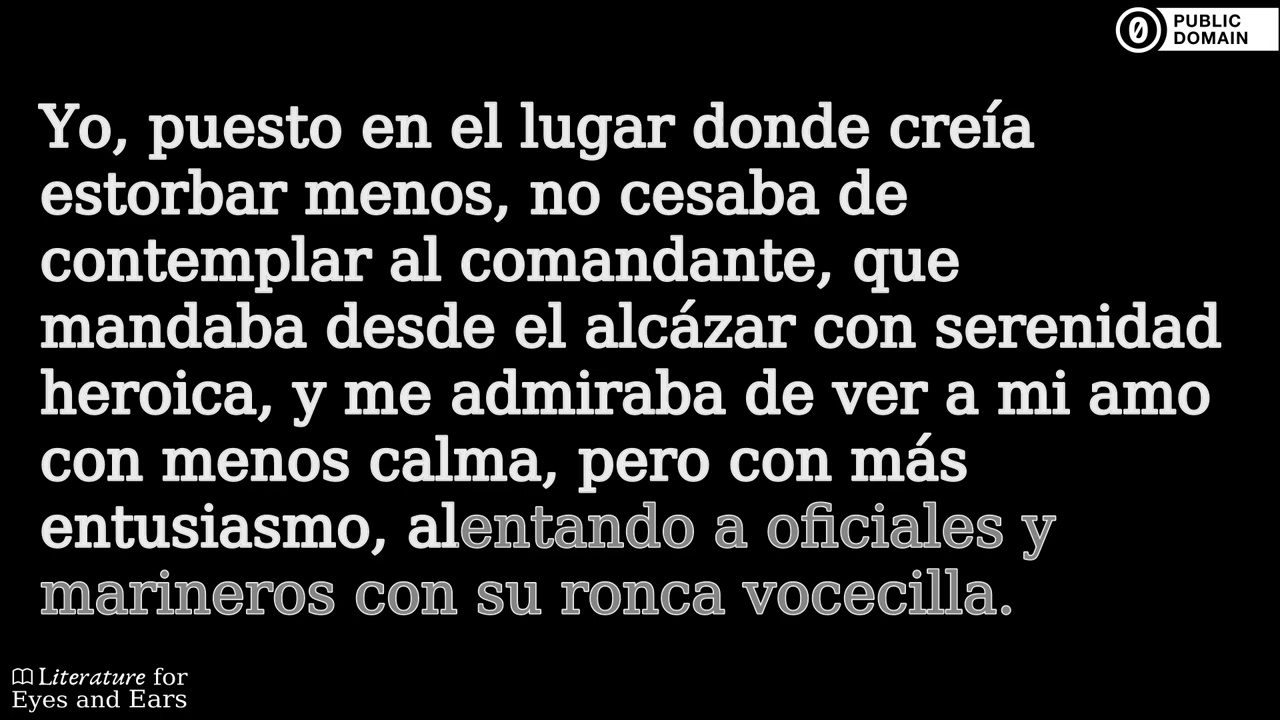 PUBLIC
DOMAIN
Yo, puesto en el lugar donde creía
estorbar menos, no cesaba de
contemplar al comandante, que
mandaba desde el alcázar con serenidad
heroica, y me admiraba de ver a mi amo
con menos calma, pero con más
entusiasmo, alentando a oficiales y
marineros con su ronca vocecilla.
Literature for
Eyes and Ears